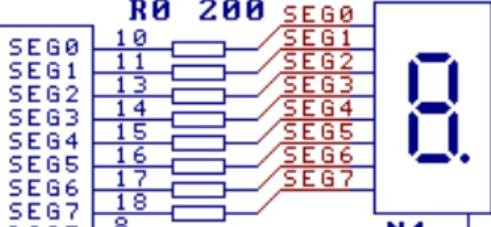 R0 200
SEG0
SEG1
SEG2
SEG3
SEG4
SEG5
SEG6
SEG7
10
11
13
14
15
16
17
18
SEG0
SEG1
SEG2
SEG3
SEG4
SEG5
SEG6
SEG7
8.